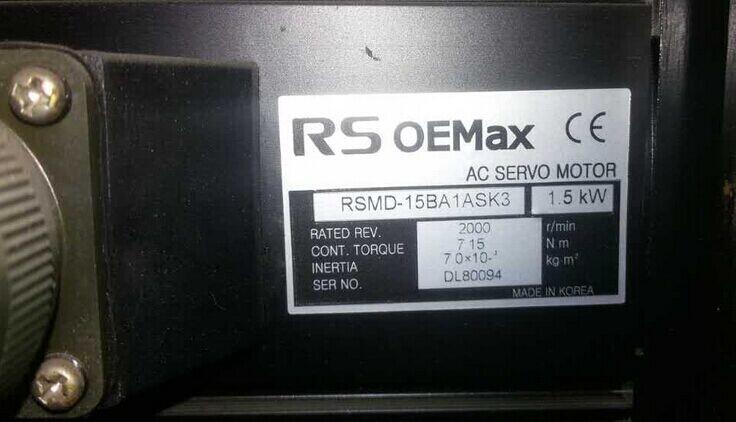 RS OEMax CE
AC SERVO MOTOR
RSMD-15BA1ASK3 1.5 kW
RATED REV. 2000 r/min
CONT. TORQUE 7.15 N.m
INERTIA kg·m²
SER NO. DL80094
MADE IN KOREA